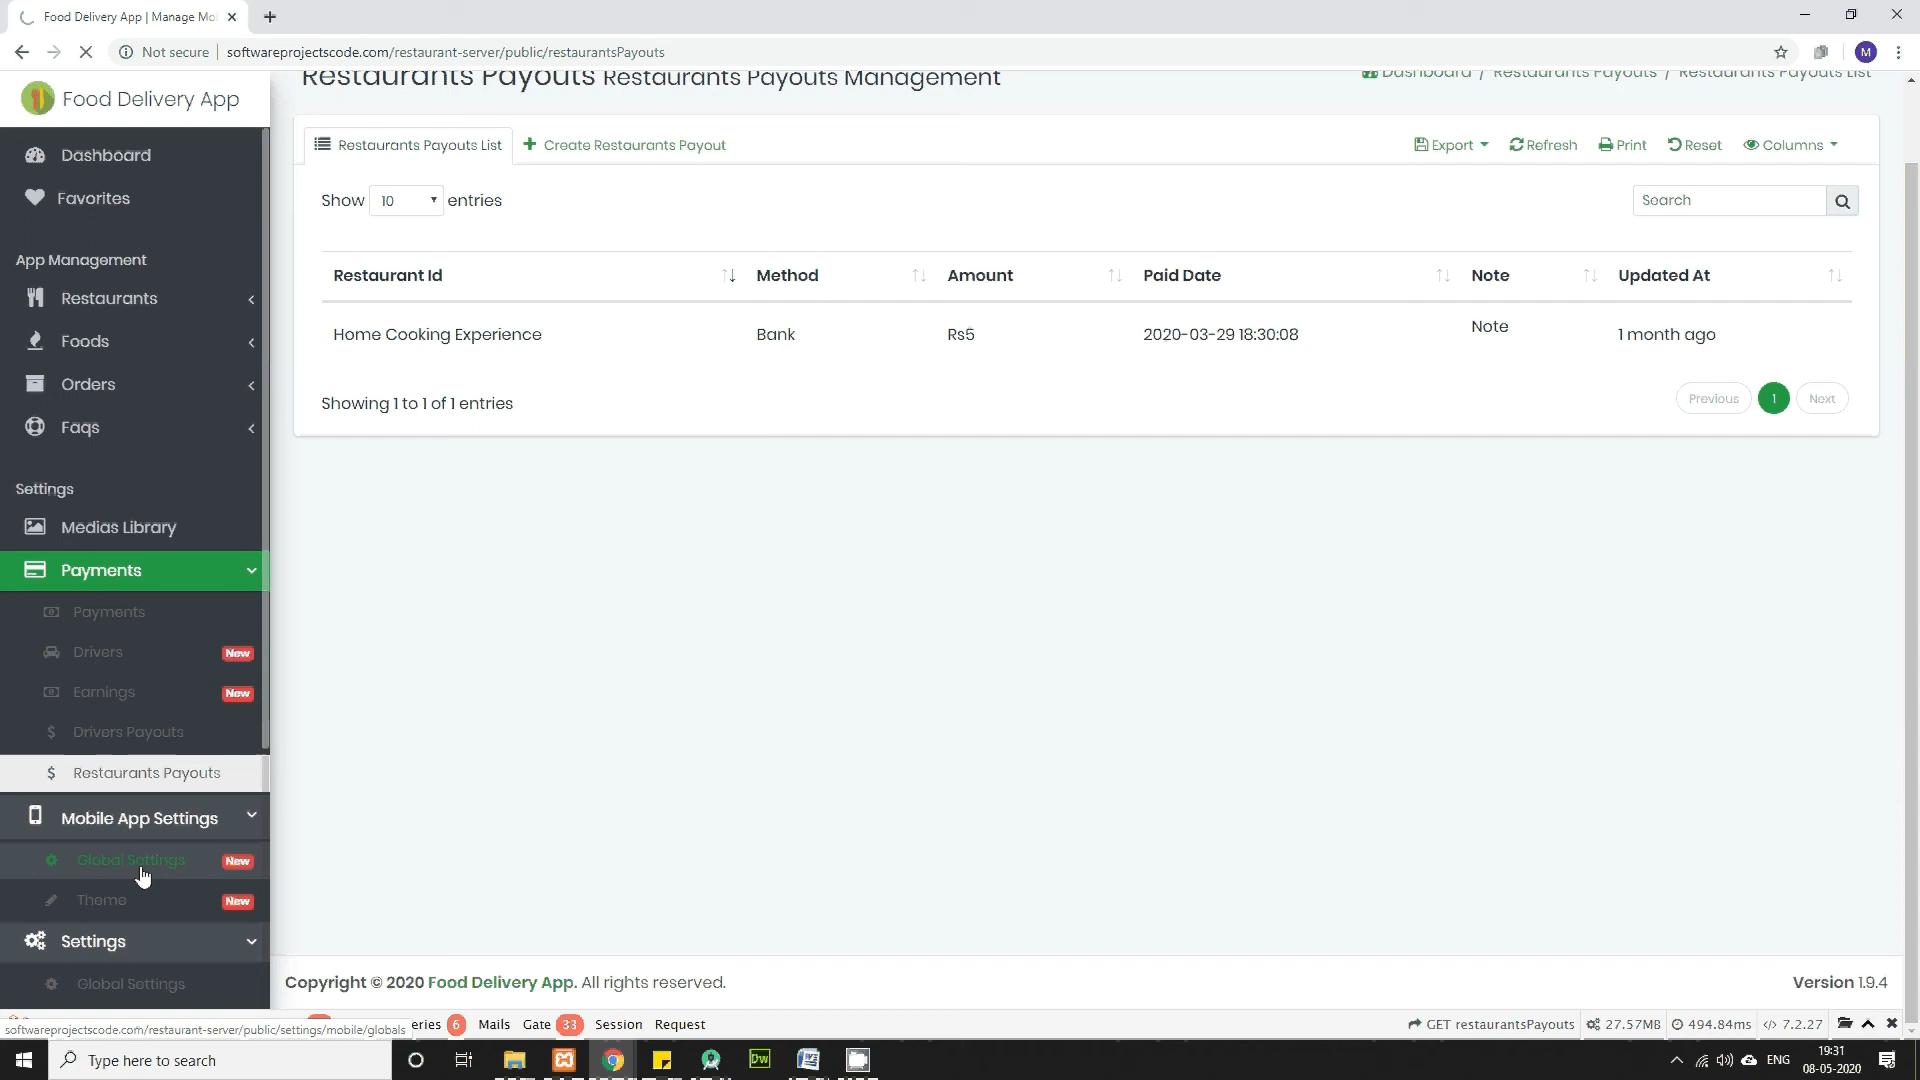 Food Delivery App | Manage Mo
Not secure
softwareprojectscode.com/restaurant-server/public/restaurantsPayouts
M
Food Delivery App
Restaurants Payouts Restaurants Payouts Management
Dashboard / Restaurants Payouts / Restaurants Payouts List
Dashboard
Favorites
App Management
Restaurants
Foods
Orders
Faqs
Settings
Medias Library
Payments
Payments
Drivers New
Earnings New
Drivers Payouts
Restaurants Payouts
Mobile App Settings
Global Settings New
Theme New
Settings
Global Settings
Restaurants Payouts List
Create Restaurants Payout
Export
Refresh
Print
Reset
Columns
Show 10 entries
Search
Restaurant Id Method Amount Paid Date Note Updated At
Home Cooking Experience Bank Rs5 2020-03-29 18:30:08 Note 1 month ago
Showing 1 to 1 of 1 entries
Previous 1 Next
Copyright © 2020 Food Delivery App. All rights reserved.
Version 1.9.4
softwareprojectscode.com/restaurant-server/public/settings/mobile/globals
eries 6 Mails Gate 33 Session Request
GET restaurantsPayouts 27.57MB 494.84ms 7.2.27
Type here to search
Dw
ENG
19:31
08-05-2020